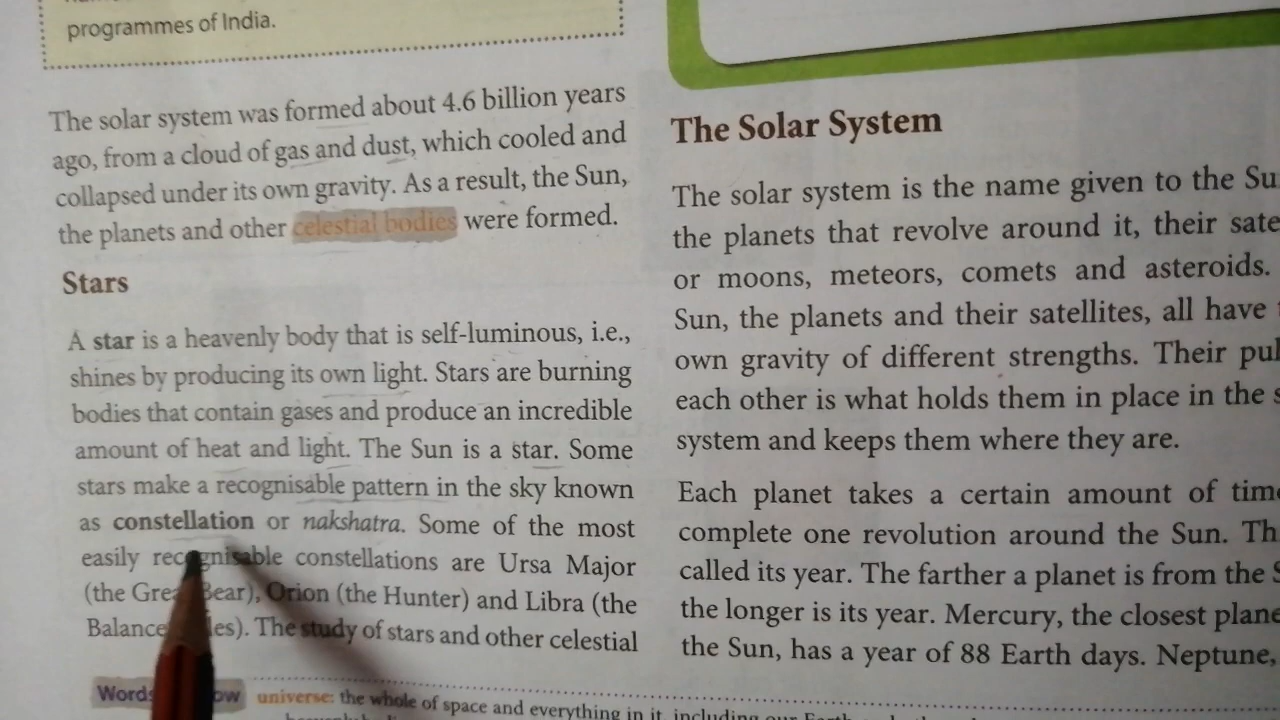 programmes of India.
The solar system was formed about 4.6 billion years
ago, from a cloud of gas and dust, which cooled and
collapsed under its own gravity. As a result, the Sun,
the planets and other celestial bodies were formed.
Stars
A star is a heavenly body that is self-luminous, i.e.,
shines by producing its own light. Stars are burning
bodies that contain gases and produce an incredible
amount of heat and light. The Sun is a star. Some
stars make a recognisable pattern in the sky known
as constellation or nakshatra. Some of the most
easily recognisable constellations are Ursa Major
(the Great Bear), Orion (the Hunter) and Libra (the
Balance). The study of stars and other celestial
Words
universe: the whole of space and everything in it, including our
The Solar System
The solar system is the name given to the
the planets that revolve around it, their
or moons, meteors, comets and asteroids.
Sun, the planets and their satellites, all have
own gravity of different strengths. Their
each other is what holds them in place in the
system and keeps them where they are.
Each planet takes a certain amount of
complete one revolution around the Sun.
called its year. The farther a planet is from the
the longer is its year. Mercury, the closest
the Sun, has a year of 88 Earth days. Neptune,